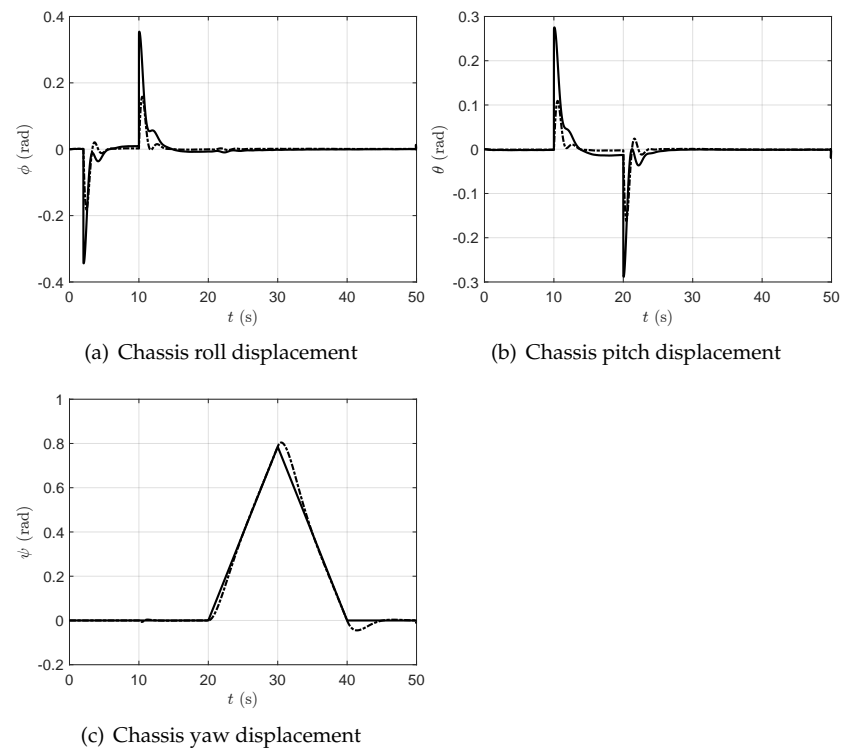 0.4
0.2
0
-0.2
-0.4
ϕ (rad)
0 10 20 30 40 50
t (s)
(a) Chassis roll displacement
0.3
0.2
0.1
0
-0.1
-0.2
-0.3
θ (rad)
0 10 20 30 40 50
t (s)
(b) Chassis pitch displacement
1
0.8
0.6
0.4
0.2
0
-0.2
ψ (rad)
0 10 20 30 40 50
t (s)
(c) Chassis yaw displacement